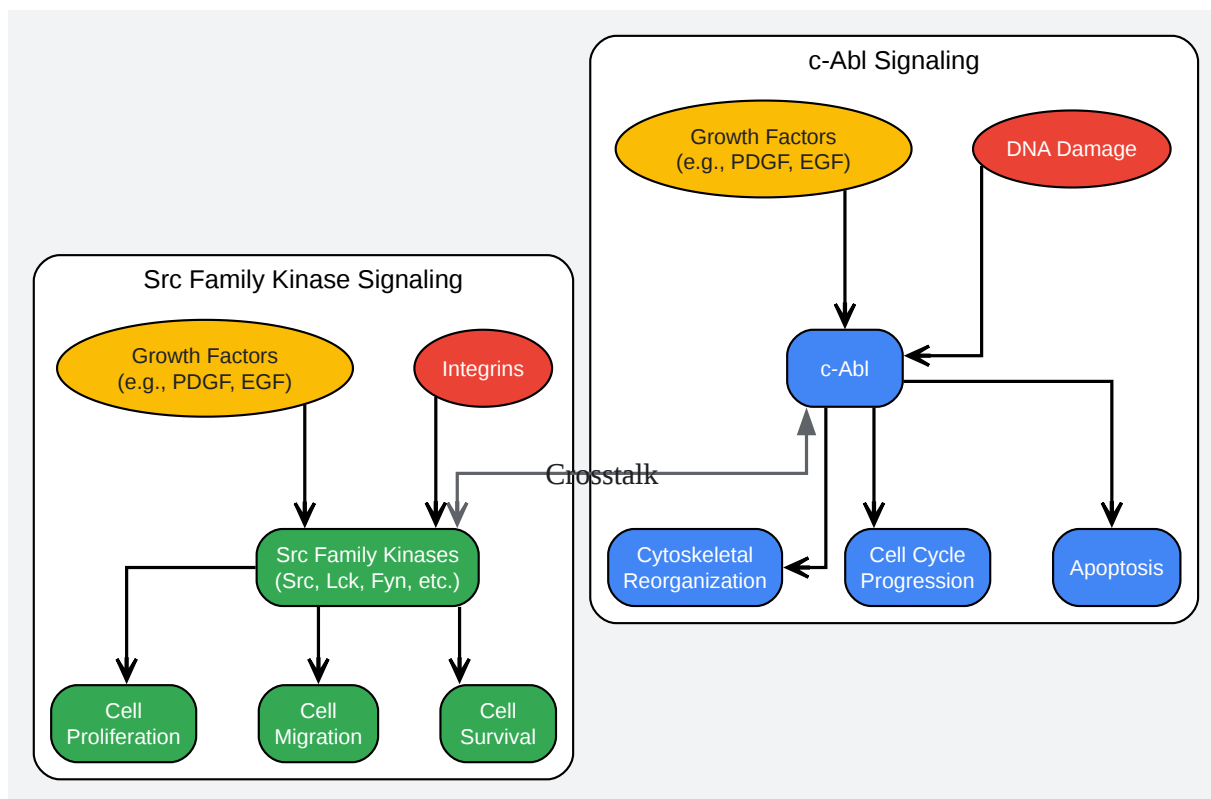 c-Abl Signaling
Growth Factors
(e.g., PDGF, EGF)
DNA Damage
c-Abl
Cytoskeletal
Reorganization
Cell Cycle
Progression
Apoptosis
Crosstalk
Src Family Kinase Signaling
Growth Factors
(e.g., PDGF, EGF)
Integrins
Src Family Kinases
(Src, Lck, Fyn, etc.)
Cell
Proliferation
Cell
Migration
Cell
Survival